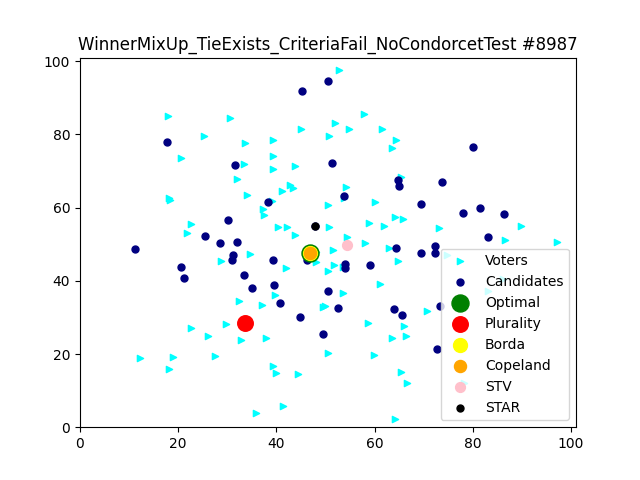 WinnerMixUp_TieExists_CriteriaFail_NoCondorcetTest #8987
100
80
60
40
20
0
Voters
Candidates
Optimal
Plurality
Borda
Copeland
STV
STAR
0 20 40 60 80 100